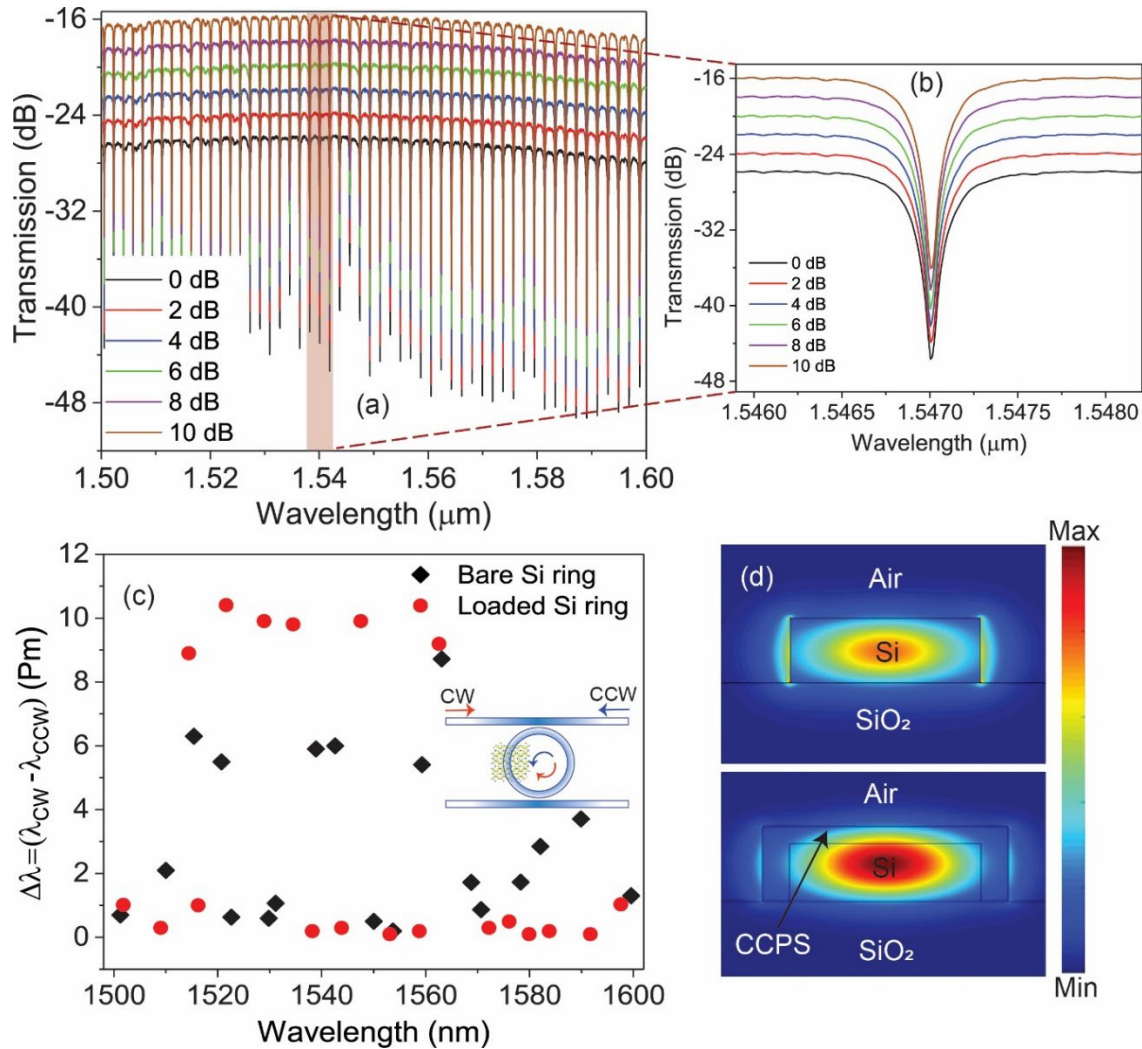 -16
-24
-32
-40
-48
Transmission (dB)
0 dB
2 dB
4 dB
6 dB
8 dB
10 dB
(a)
1.50
1.52
1.54
1.56
1.58
1.60
Wavelength (μm)
(b)
-16
-24
-32
-40
-48
Transmssion (dB)
0 dB
2 dB
4 dB
6 dB
8 dB
10 dB
1.5460
1.5465
1.5470
1.5475
1.5480
Wavelength (μm)
(c)
12
10
8
6
4
2
0
Δλ=(λCW -λCCW) (Pm)
Bare Si ring
Loaded Si ring
CW
CCW
1500
1520
1540
1560
1580
1600
Wavelength (nm)
(d)
Air
Si
SiO₂
Air
Si
CCPS
SiO₂
Max
Min